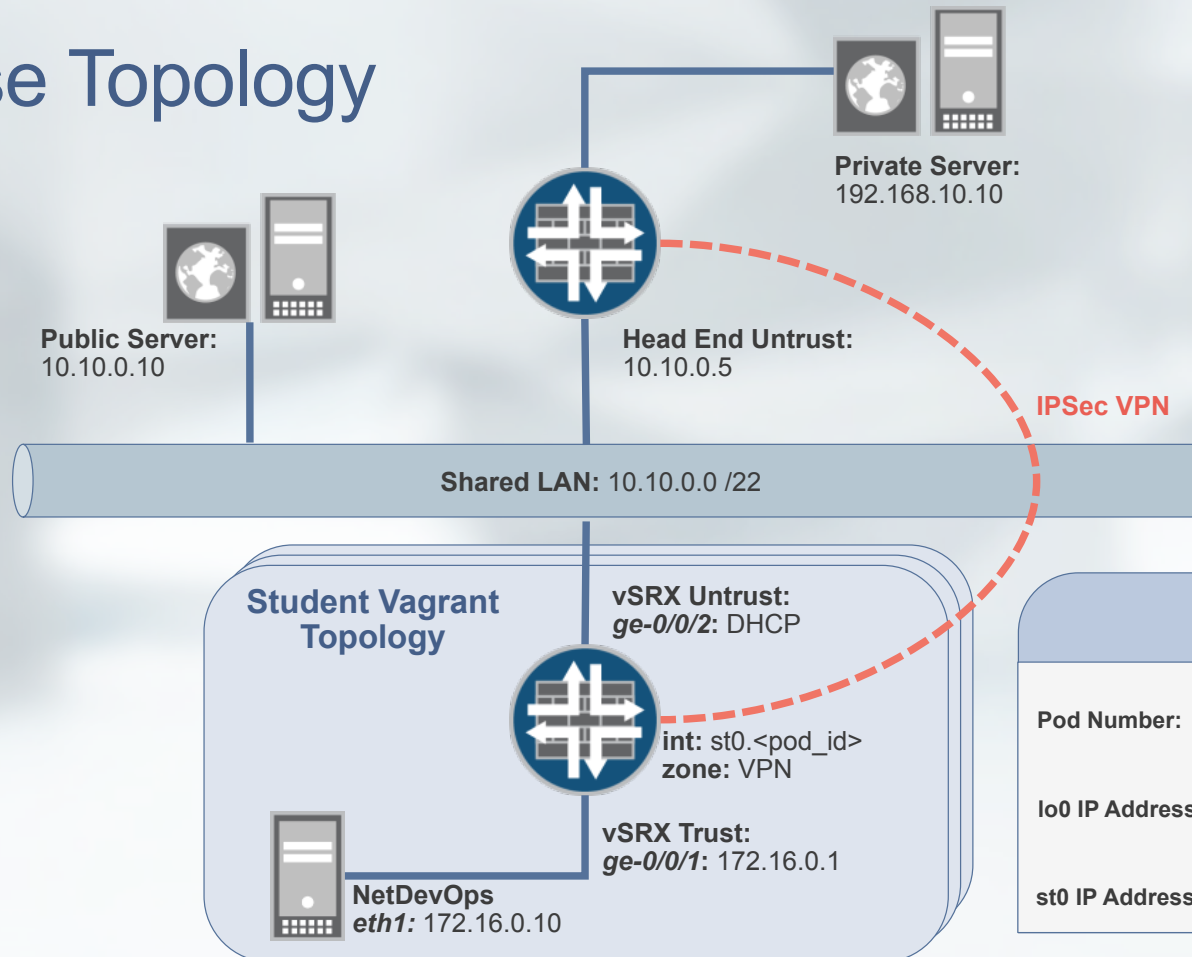 se Topology
Private Server:
192.168.10.10
Public Server:
10.10.0.10
Head End Untrust:
10.10.0.5
IPSec VPN
Shared LAN: 10.10.0.0 /22
Student Vagrant
Topology
vSRX Untrust:
ge-0/0/2: DHCP
int: st0.<pod_id>
zone: VPN
vSRX Trust:
ge-0/0/1: 172.16.0.1
NetDevOps
eth1: 172.16.0.10
Pod Number:
lo0 IP Address
st0 IP Address